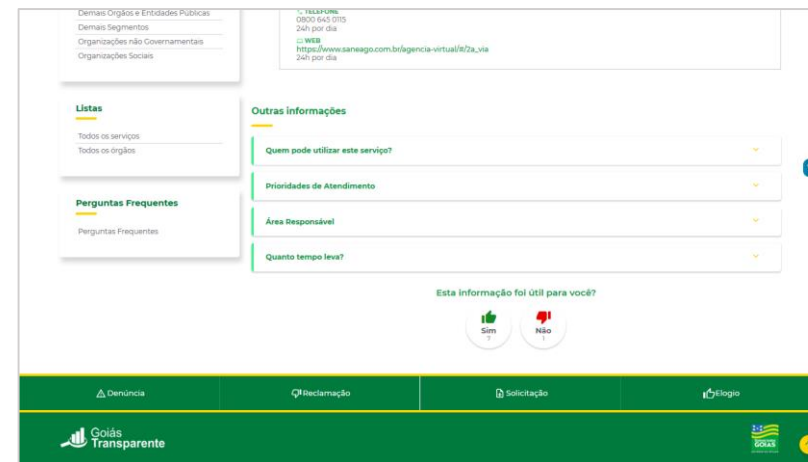 Demais Órgãos e Entidades Públicas
Demais Segmentos
Organizações não Governamentais
Organizações Sociais
TELEFONE
0800 645 0115
24h por dia
WEB
https://www.saneago.com.br/agencia-virtual/#/2a_via
24h por dia
Listas
Todos os serviços
Todos os órgãos
Perguntas Frequentes
Perguntas Frequentes
Outras informações
Quem pode utilizar este serviço?
Prioridades de Atendimento
Área Responsável
Quanto tempo leva?
Esta informação foi útil para você?
Sim
7
Não
1
Denúncia
Reclamação
Solicitação
Elogio
Goiás
Transparente
GOIÁS